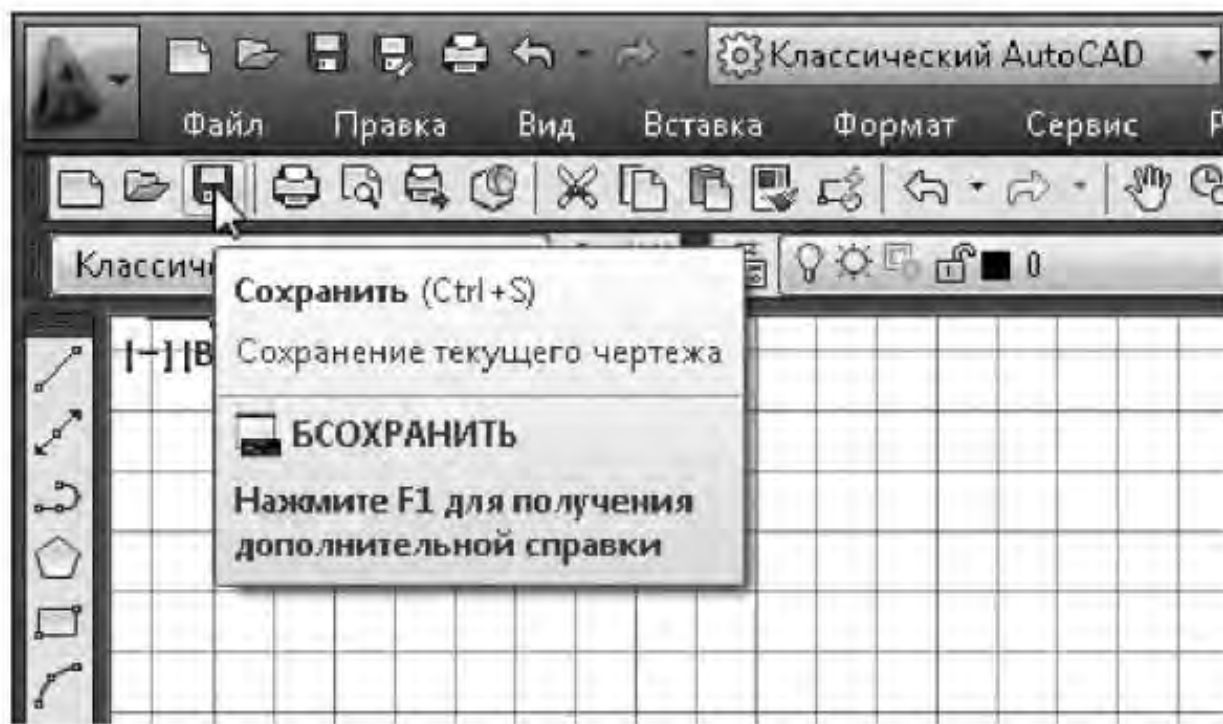 Классический AutoCAD
Файл Правка Вид Вставка Формат Сервис
0
Сохранить (Ctrl+S)
Сохранение текущего чертежа
БСОХРАНИТЬ
Нажмите F1 для получения
дополнительной справки